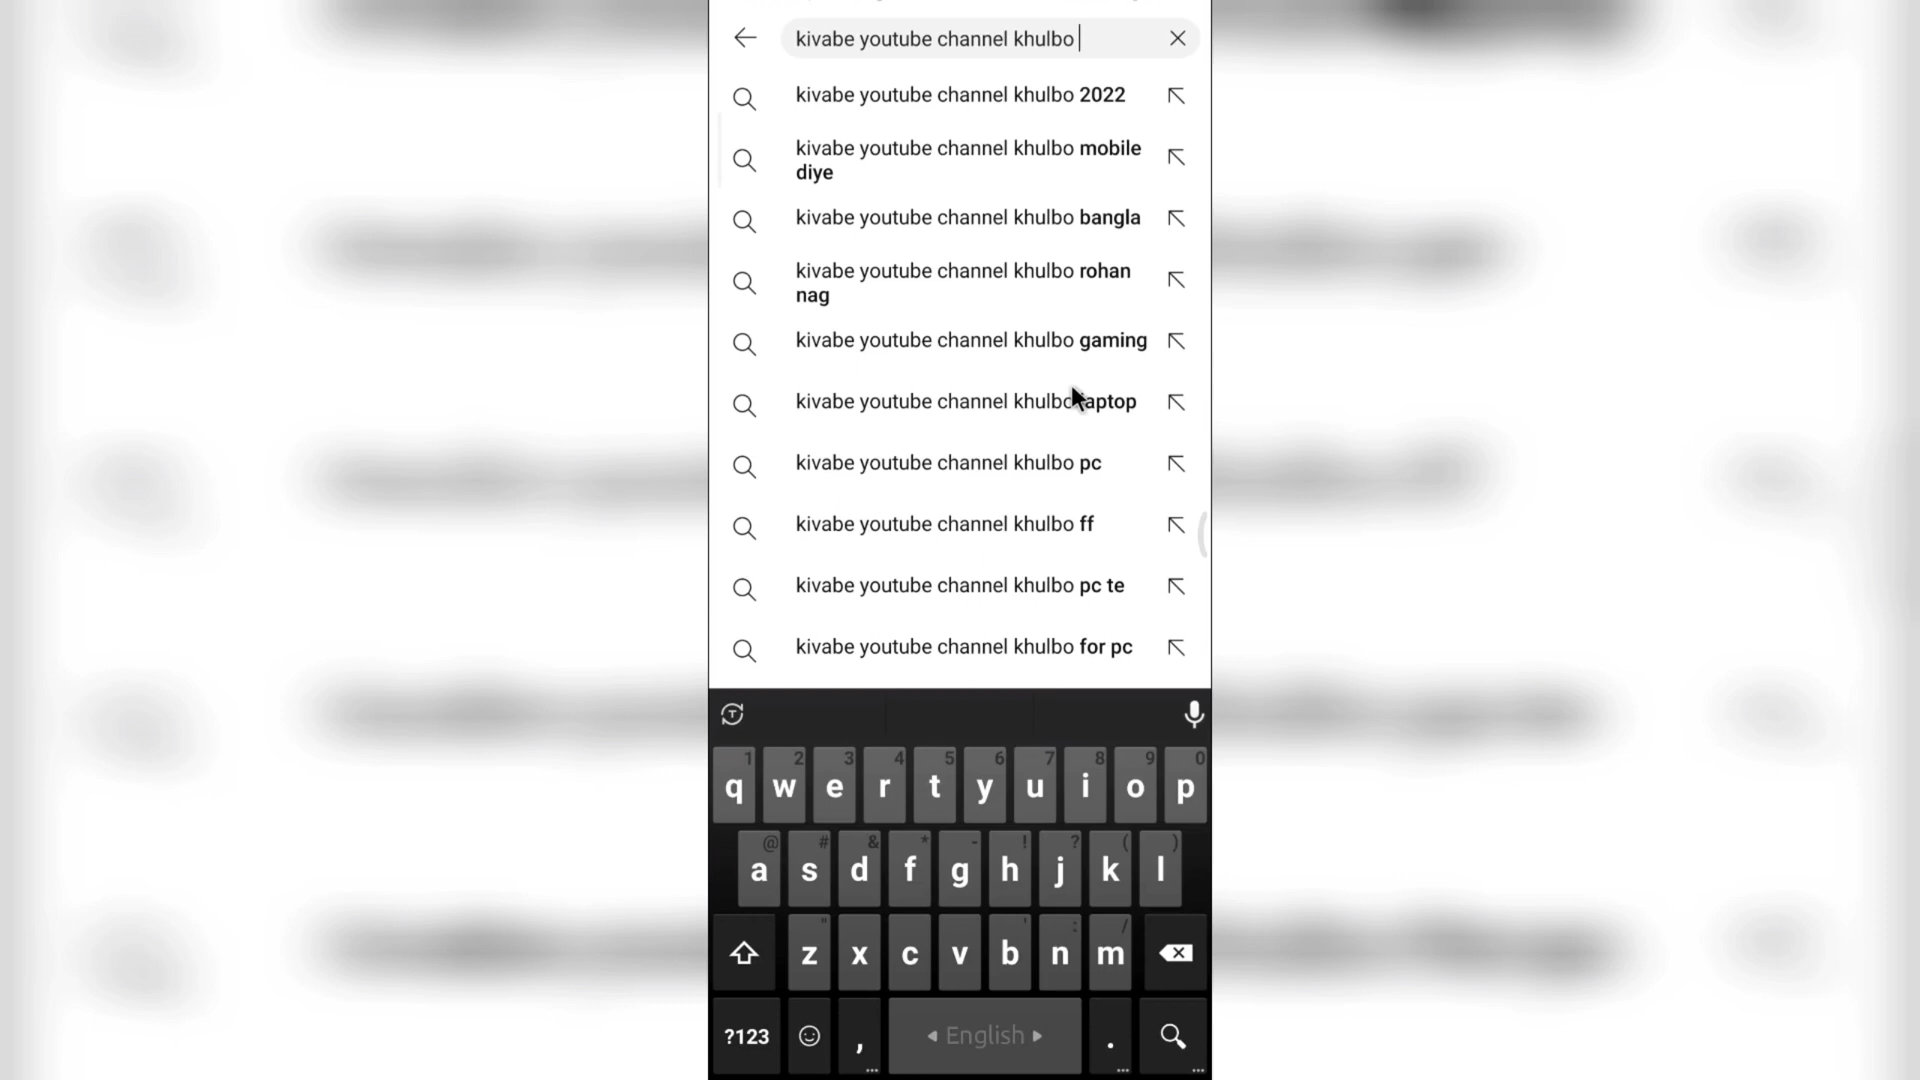 kivabe youtube channel khulbo
kivabe youtube channel khulbo 2022
kivabe youtube channel khulbo mobile
diye
kivabe youtube channel khulbo bangla
kivabe youtube channel khulbo rohan
nag
kivabe youtube channel khulbo gaming
kivabe youtube channel khulbo laptop
kivabe youtube channel khulbo pc
kivabe youtube channel khulbo ff
kivabe youtube channel khulbo pc te
kivabe youtube channel khulbo for pc
1 2 3 4 5 6 7 8 9 0
q w e r t y u i o p
@ # & * - ! ? ( )
a s d f g h j k l
" ' : /
z x c v b n m
?123 , English .